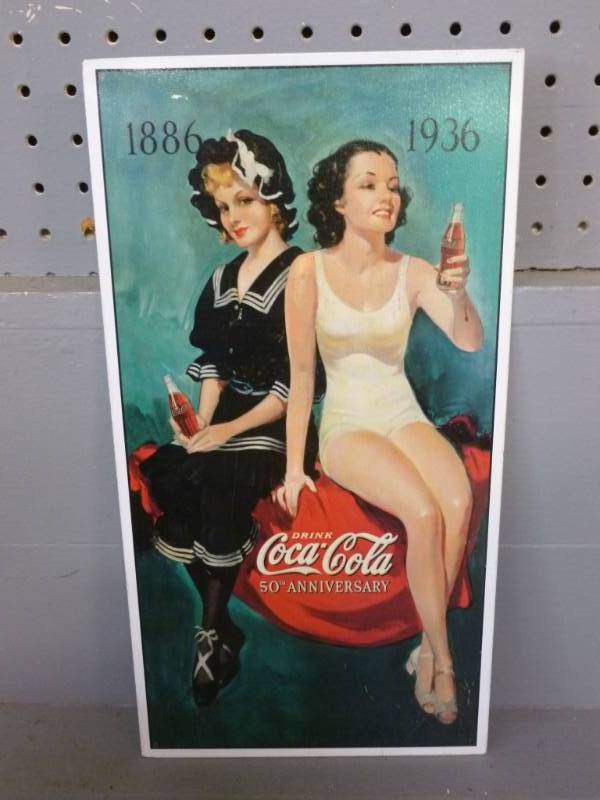 1886 1936
DRINK
Coca-Cola
50TH ANNIVERSARY